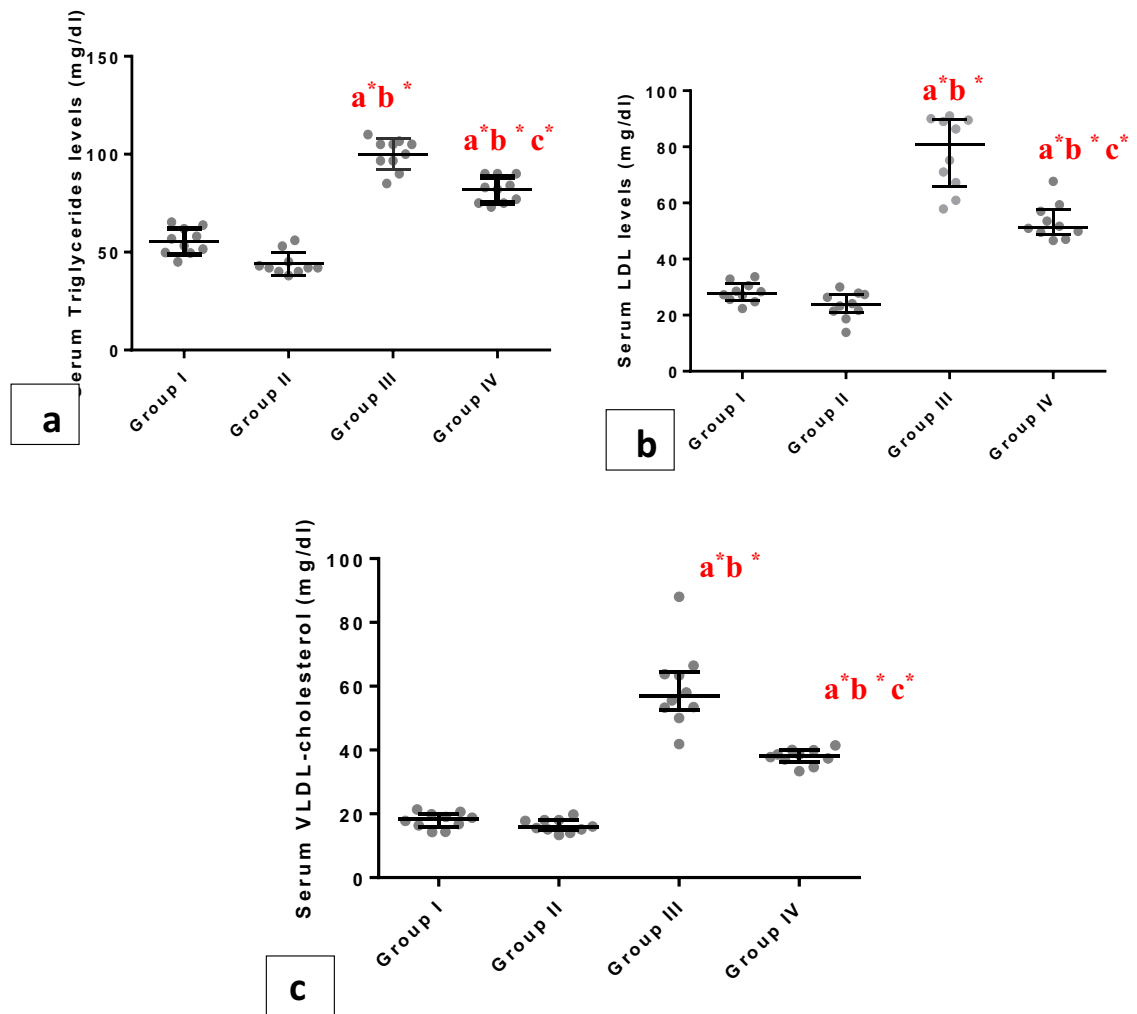 Serum Triglycerides levels (mg/dl)
150
100
50
0
a*b *
a*b * c*
Group I
Group II
Group III
Group IV
a
Serum LDL levels (mg/dl)
100
80
60
40
20
0
a*b *
a*b * c*
Group I
Group II
Group III
Group IV
b
Serum VLDL-cholesterol (mg/dl)
100
80
60
40
20
0
a*b *
a*b * c*
Group I
Group II
Group III
Group IV
c